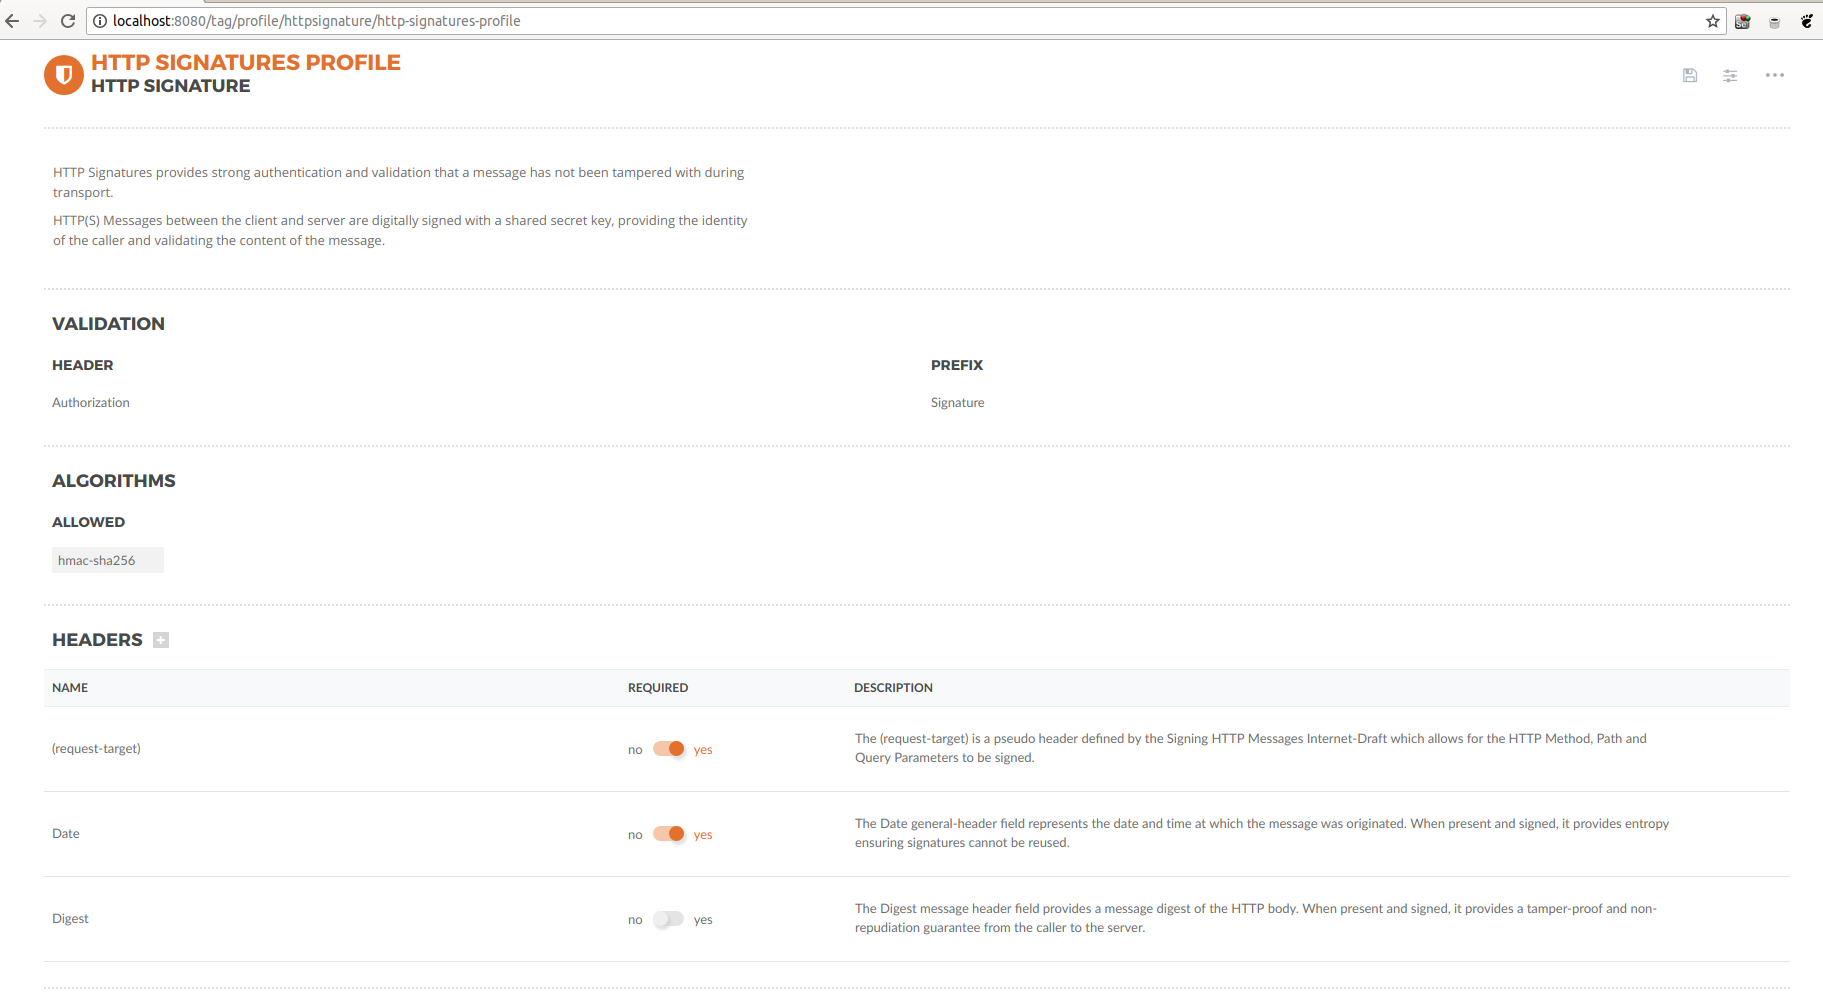 localhost:8080/tag/profile/httpsignature/http-signatures-profile
HTTP SIGNATURES PROFILE
HTTP SIGNATURE
HTTP Signatures provides strong authentication and validation that a message has not been tampered with during
transport.
HTTP(S) Messages between the client and server are digitally signed with a shared secret key, providing the identity
of the caller and validating the content of the message.
VALIDATION
HEADER PREFIX
Authorization Signature
ALGORITHMS
ALLOWED
hmac-sha256
HEADERS
NAME REQUIRED DESCRIPTION
(request-target) no yes
The (request-target) is a pseudo header defined by the Signing HTTP Messages Internet-Draft which allows for the HTTP Method, Path and
Query Parameters to be signed.
Date no yes
The Date general-header field represents the date and time at which the message was originated. When present and signed, it provides entropy
ensuring signatures cannot be reused.
Digest no yes
The Digest message header field provides a message digest of the HTTP body. When present and signed, it provides a tamper-proof and non-
repudiation guarantee from the caller to the server.